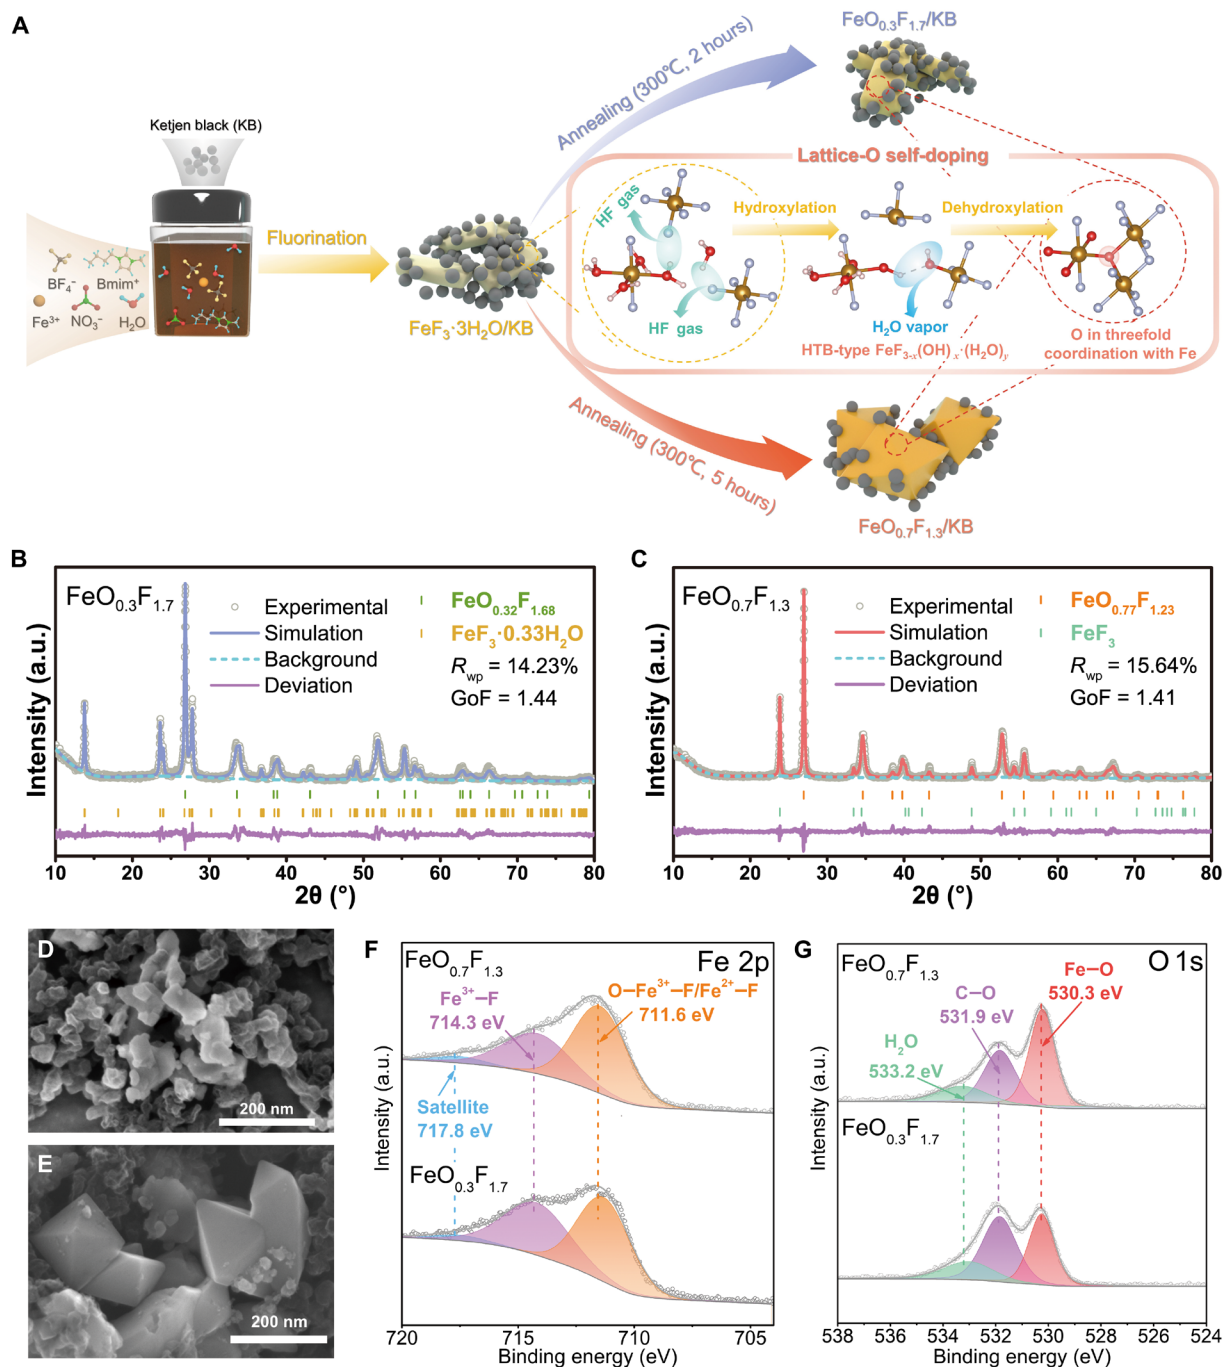 A
FeO0.3F1.7/KB
Annealing (300℃, 2 hours)
Ketjen black (KB)
Lattice-O self-doping
HF gas
Hydroxylation
Dehydroxylation
Fluorination
BF4−
Bmim+
Fe3+
NO3−
H2O
FeF3·3H2O/KB
HF gas
H2O vapor
HTB-type FeF3-x(OH)x·(H2O)y
O in threefold
coordination with Fe
Annealing (300℃, 5 hours)
FeO0.7F1.3/KB
B
FeO0.3F1.7
Experimental
Simulation
Background
Deviation
FeO0.32F1.68
FeF3·0.33H2O
Rwp = 14.23%
GoF = 1.44
Intensity (a.u.)
10 20 30 40 50 60 70 80
2θ (°)
C
FeO0.7F1.3
Experimental
Simulation
Background
Deviation
FeO0.77F1.23
FeF3
Rwp = 15.64%
GoF = 1.41
Intensity (a.u.)
10 20 30 40 50 60 70 80
2θ (°)
D
200 nm
E
200 nm
F
FeO0.7F1.3
Fe 2p
Fe3+−F
714.3 eV
O−Fe3+−F/Fe2+−F
711.6 eV
Satellite
717.8 eV
FeO0.3F1.7
Intensity (a.u.)
720 715 710 705
Binding energy (eV)
G
FeO0.7F1.3
O 1s
Fe−O
530.3 eV
C−O
531.9 eV
H2O
533.2 eV
FeO0.3F1.7
Intensity (a.u.)
538 536 534 532 530 528 526 524
Binding energy (eV)